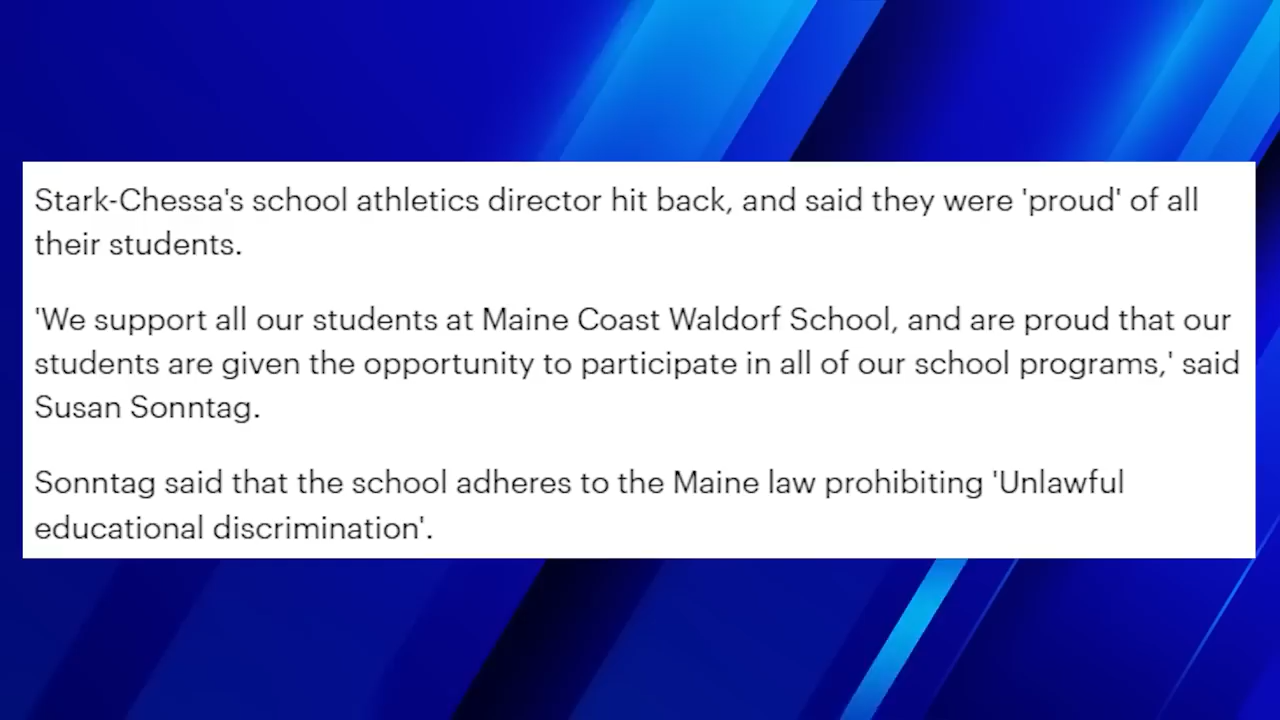 Stark-Chessa's school athletics director hit back, and said they were 'proud' of all
their students.
'We support all our students at Maine Coast Waldorf School, and are proud that our
students are given the opportunity to participate in all of our school programs,' said
Susan Sonntag.
Sonntag said that the school adheres to the Maine law prohibiting 'Unlawful
educational discrimination'.